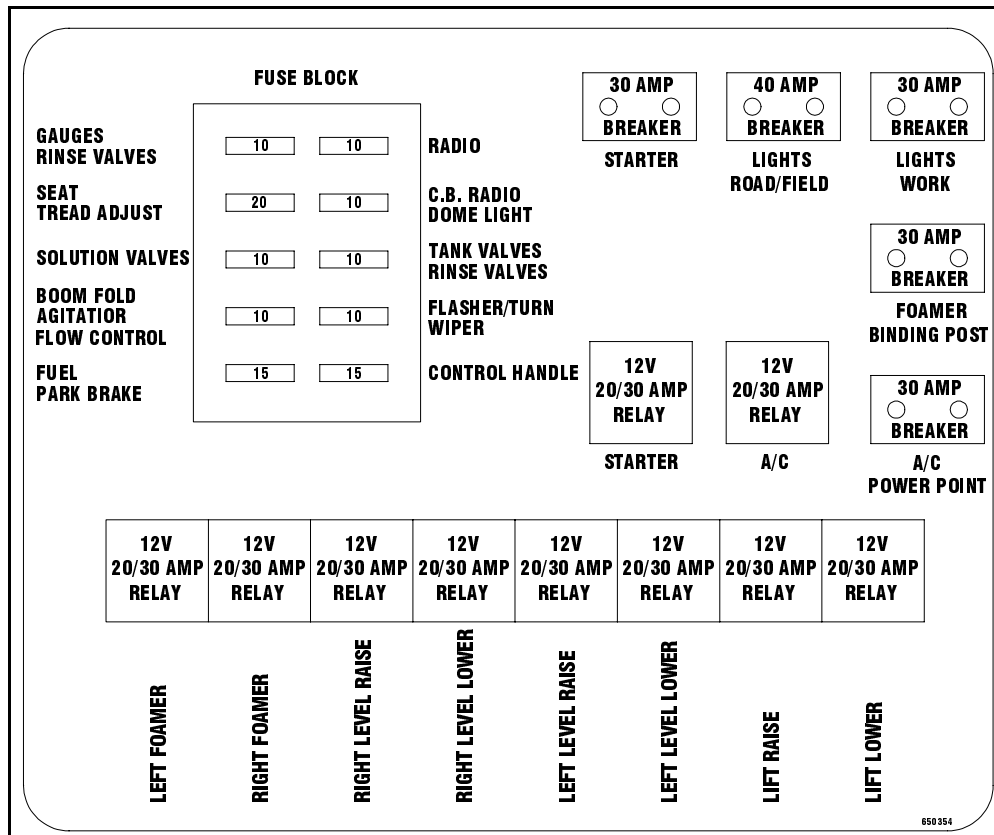 FUSE BLOCK
GAUGES
RINSE VALVES
10
10
RADIO
SEAT
TREAD ADJUST
20
10
C.B. RADIO
DOME LIGHT
SOLUTION VALVES
10
10
TANK VALVES
RINSE VALVES
BOOM FOLD
AGITATIOR
FLOW CONTROL
10
10
FLASHER/TURN
WIPER
FUEL
PARK BRAKE
15
15
CONTROL HANDLE
30 AMP
BREAKER
STARTER
40 AMP
BREAKER
LIGHTS
ROAD/FIELD
30 AMP
BREAKER
LIGHTS
WORK
30 AMP
BREAKER
FOAMER
BINDING POST
12V
20/30 AMP
RELAY
STARTER
12V
20/30 AMP
RELAY
A/C
30 AMP
BREAKER
A/C
POWER POINT
12V
20/30 AMP
RELAY
LEFT FOAMER
12V
20/30 AMP
RELAY
RIGHT FOAMER
12V
20/30 AMP
RELAY
RIGHT LEVEL RAISE
12V
20/30 AMP
RELAY
RIGHT LEVEL LOWER
12V
20/30 AMP
RELAY
LEFT LEVEL RAISE
12V
20/30 AMP
RELAY
LEFT LEVEL LOWER
12V
20/30 AMP
RELAY
LIFT RAISE
12V
20/30 AMP
RELAY
LIFT LOWER
650354